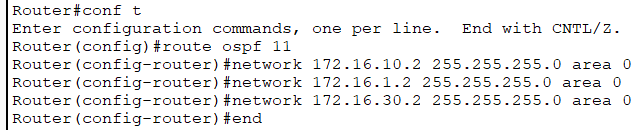 Router#conf t
Enter configuration commands, one per line.  End with CNTL/Z.
Router(config)#route ospf 11
Router(config-router)#network 172.16.10.2 255.255.255.0 area 0
Router(config-router)#network 172.16.1.2 255.255.255.0 area 0
Router(config-router)#network 172.16.30.2 255.255.255.0 area 0
Router(config-router)#end